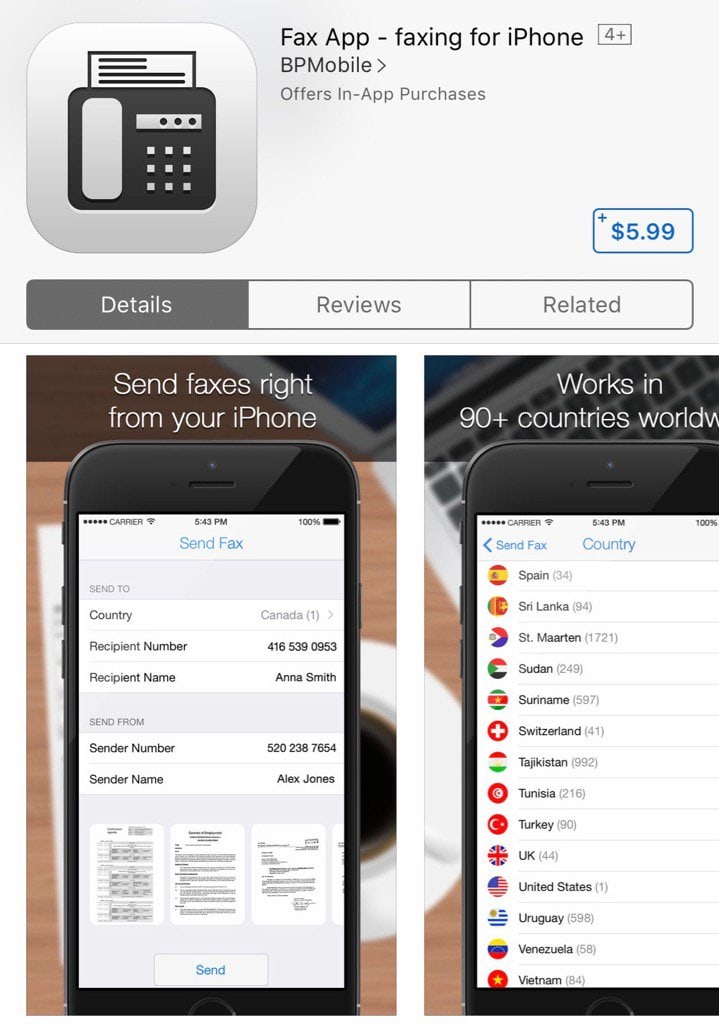 Fax App - faxing for iPhone 4+
BPMobile >
Offers In-App Purchases
+ $5.99
Details
Reviews
Related
Send faxes right
from your iPhone
CARRIER 5:43 PM 100%
Send Fax
SEND TO
Country Canada (1) >
Recipient Number 416 539 0953
Recipient Name Anna Smith
SEND FROM
Sender Number 520 238 7654
Sender Name Alex Jones
Contract of Employment
Send
Works in
90+ countries worldw
CARRIER 5:43 PM 100%
< Send Fax Country
Spain (34)
Sri Lanka (94)
St. Maarten (1721)
Sudan (249)
Suriname (597)
Switzerland (41)
Tajikistan (992)
Tunisia (216)
Turkey (90)
UK (44)
United States (1)
Uruguay (598)
Venezuela (58)
Vietnam (84)